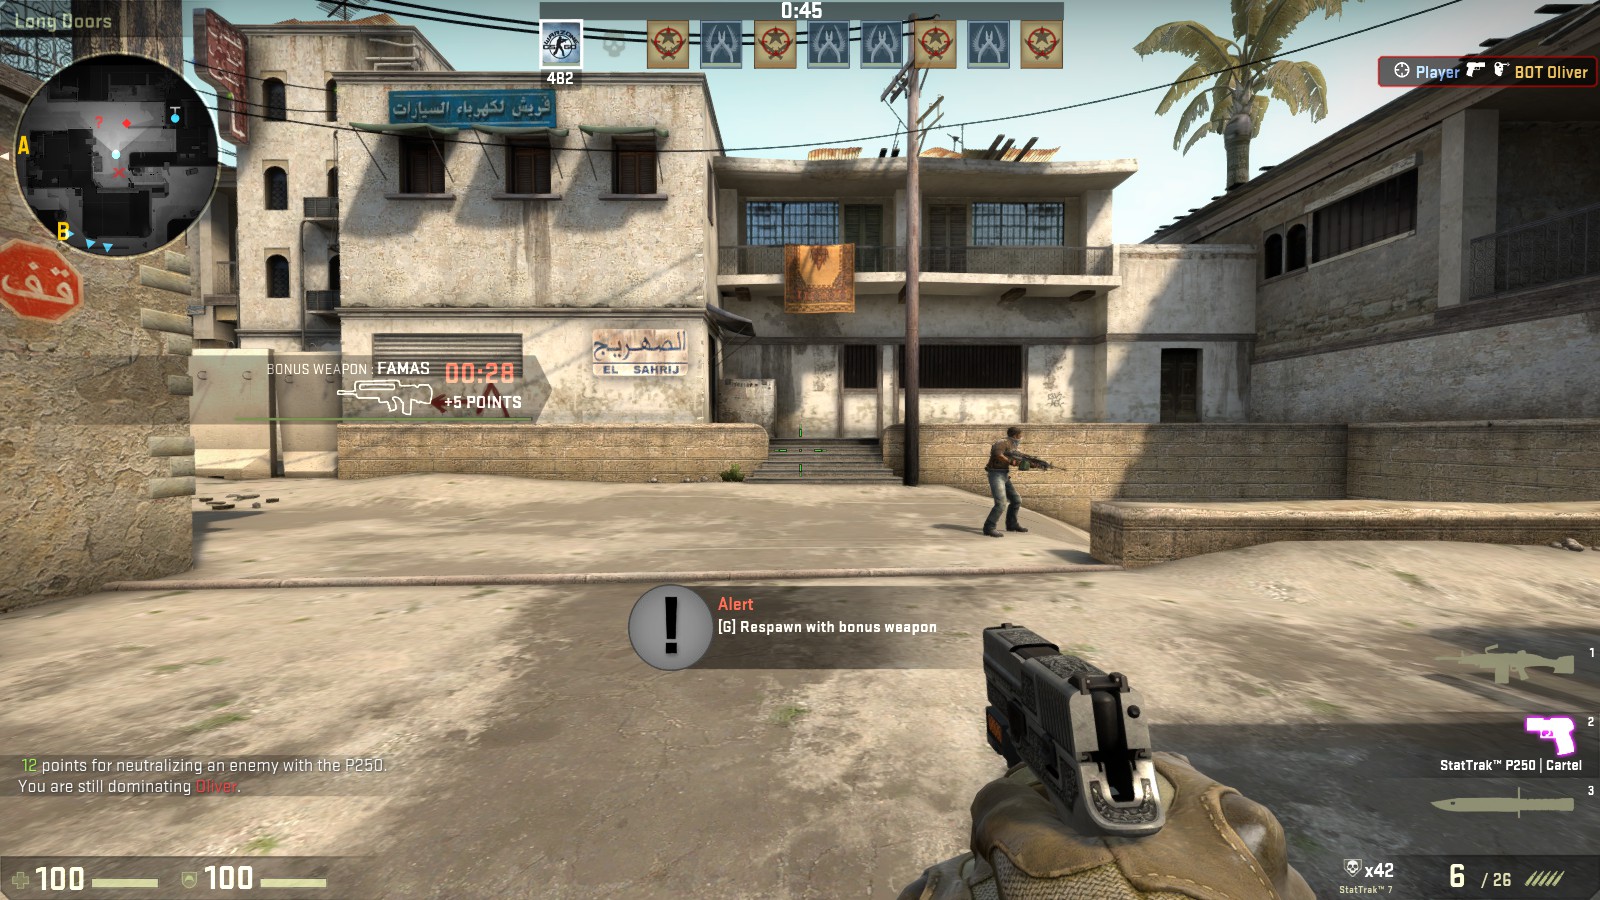 Long Doors
0:45
482
Player
BOT Oliver
A
B
قف
فريش لكهرباء السيارات
BONUS WEAPON : FAMAS
00:28
+5 POINTS
الصهريج
EL SAHRIJ
Alert
[G] Respawn with bonus weapon
1
2
StatTrak™ P250 | Cartel
3
12 points for neutralizing an enemy with the P250.
You are still dominating Oliver.
100
100
x42
StatTrak™ 7
6 / 26